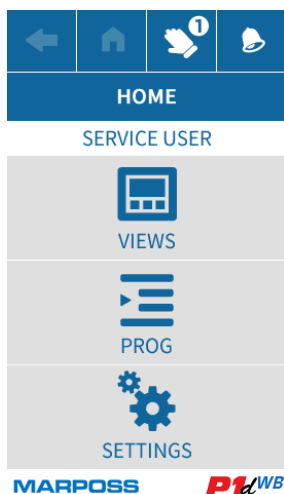 1
HOME
SERVICE USER
VIEWS
PROG
SETTINGS
MARPOSS P1dWB